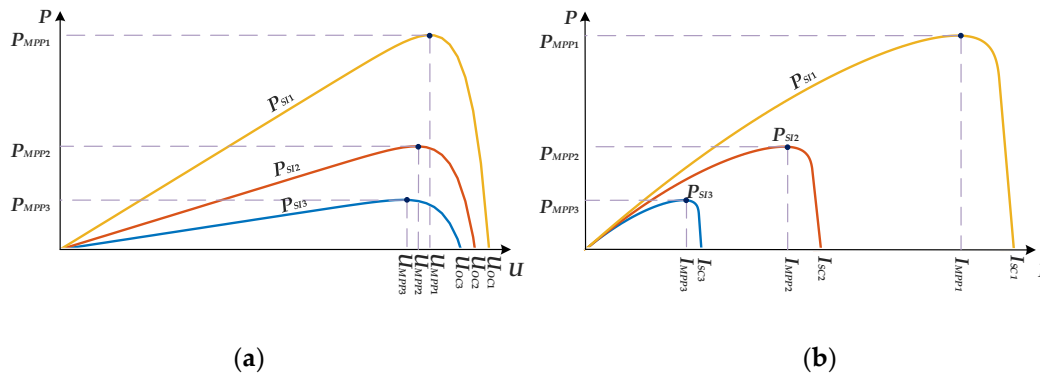 P
P_MPP1
P_SI1
P_MPP2
P_SI2
P_MPP3
P_SI3
u
u_MPP3
u_MPP2
u_MPP1
u_OC3
u_OC2
u_OC1
(a)
P
P_MPP1
P_SI1
P_MPP2
P_SI2
P_MPP3
P_SI3
I_MPP3
I_SC3
I_MPP2
I_SC2
I_MPP1
I_SC1
(b)